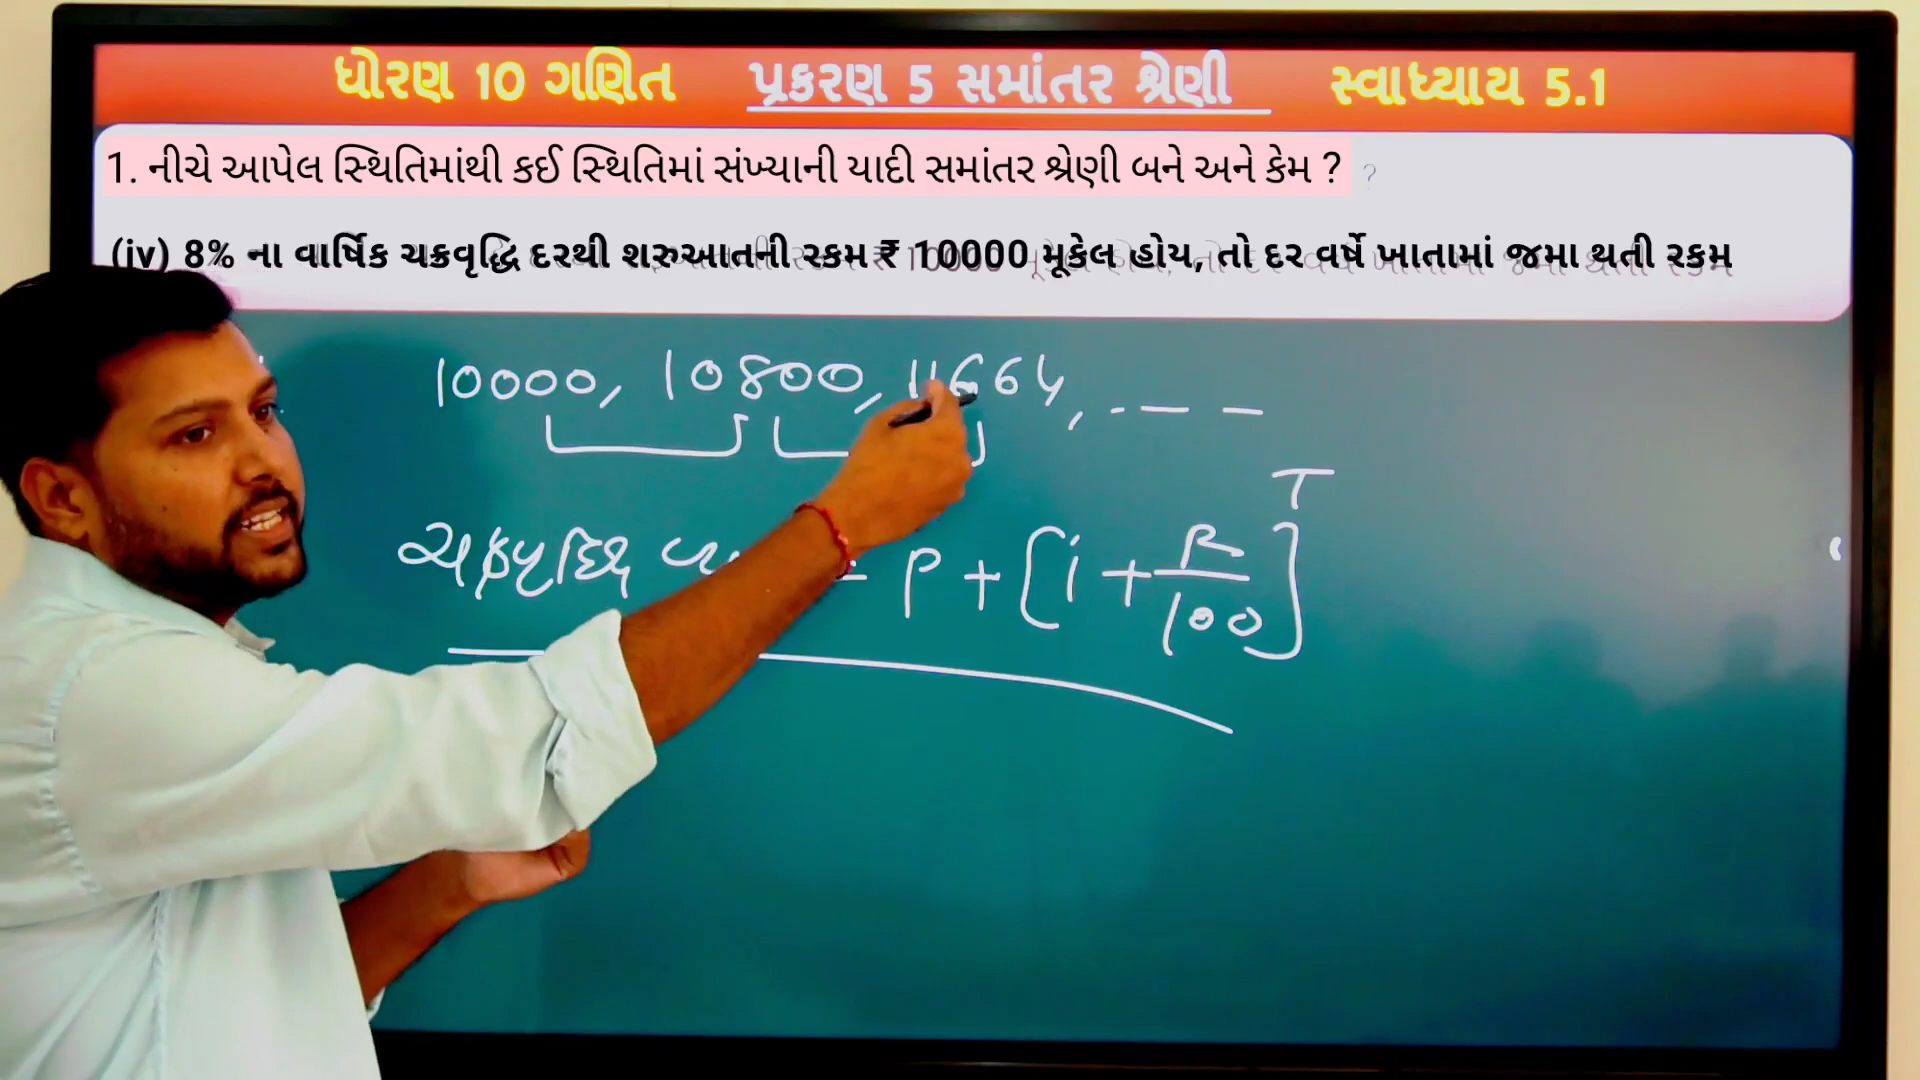 ધોરણ 10 ગણિત પ્રકરણ 5 સમાંતર શ્રેણી સ્વાધ્યાય 5.1
1. નીચે આપેલ સ્થિતિમાંથી કઈ સ્થિતિમાં સંખ્યાની યાદી સમાંતર શ્રેણી બને અને કેમ ?
(iv) 8% ના વાર્ષિક ચક્રવૃદ્ધિ દરથી શરુઆતની રકમ ₹ 10000 મૂકેલ હોય, તો દર વર્ષે ખાતામાં જમા થતી રકમ
10000, 10800, 11664, - — —
ચક્રવૃદ્ધિ = P + [1 + R/100]^T